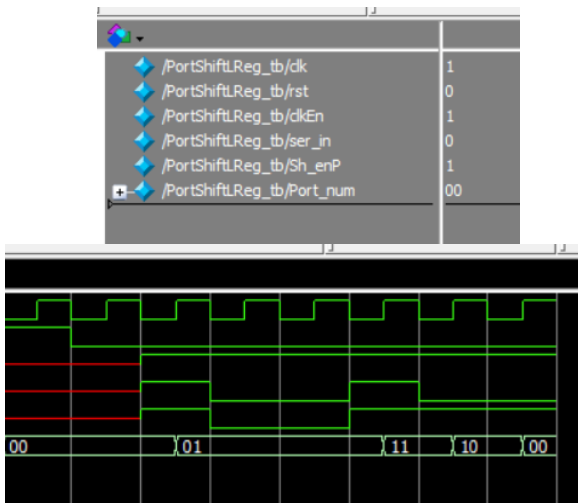 /PortShiftLReg_tb/clk 1
/PortShiftLReg_tb/rst 0
/PortShiftLReg_tb/clkEn 1
/PortShiftLReg_tb/ser_in 0
/PortShiftLReg_tb/Sh_enP 1
/PortShiftLReg_tb/Port_num 00
00 01 11 10 00